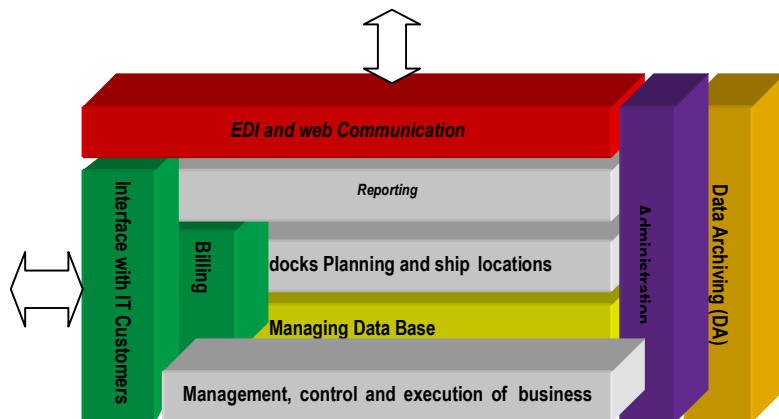 EDI and web Communication
Reporting
Interface with IT Customers
Billing
docks Planning and ship locations
Managing Data Base
Management, control and execution of business
Administration
Data Archiving (DA)